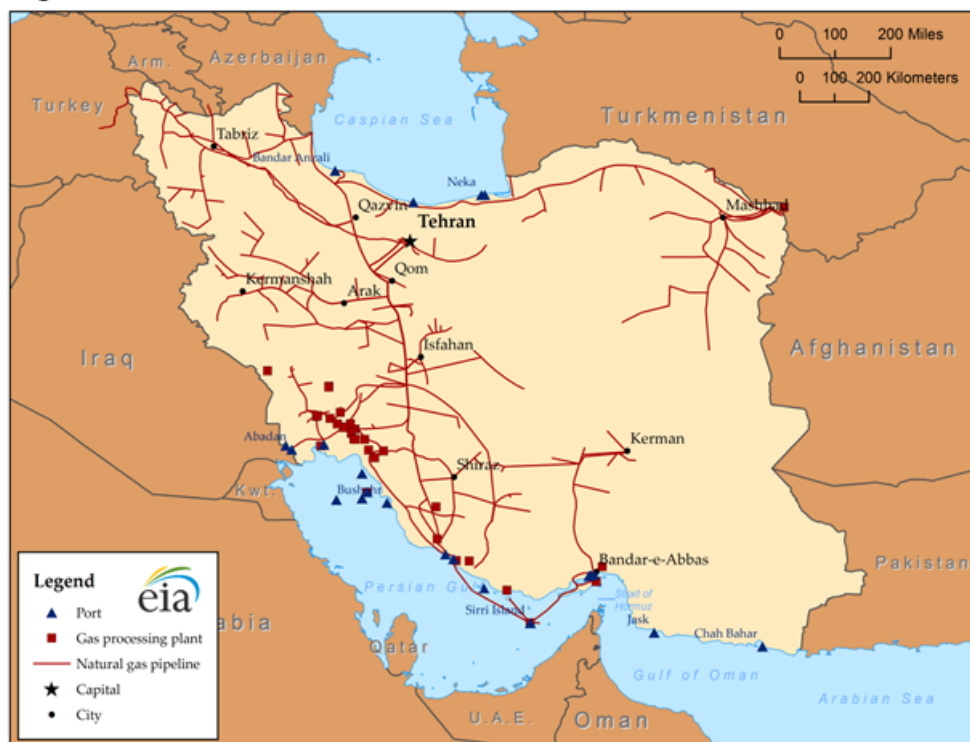 0 100 200 Miles
0 100 200 Kilometers
Arm.
Azerbaijan
Turkey
Caspian Sea
Turkmenistan
Tabriz
Bandar Anzali
Neka
Qazvin
Mashhad
Tehran
Qom
Kermanshah
Arak
Iraq
Isfahan
Afghanistan
Abadan
Kerman
Shiraz
Kwt.
Bushehr
Bandar-e-Abbas
Pakistan
Legend
eia
Port
Gas processing plant
Natural gas pipeline
Capital
City
Persian Gulf
Sirri Island
Strait of
Hormuz
Jask
Chah Bahar
abia
Qatar
Gulf of Oman
Arabian Sea
U.A.E.
Oman